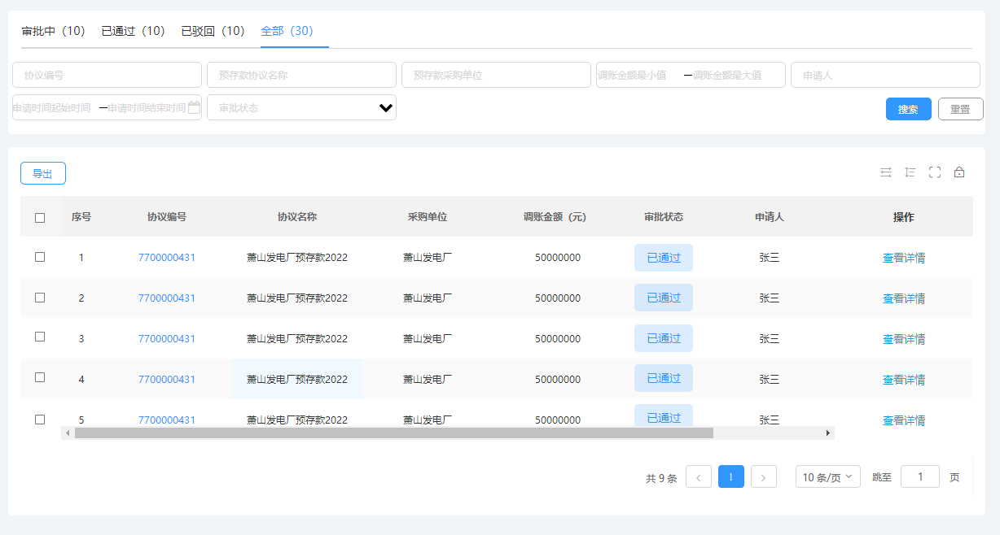 审批中（10） 已通过（10） 已驳回（10） 全部（30）
协议编号 预存款协议名称 预存款采购单位 调账金额最小值 —调账金额最大值 申请人
申请时间起始时间 —申请时间结束时间 审批状态 搜索 重置
导出
序号 协议编号 协议名称 采购单位 调账金额（元） 审批状态 申请人 操作
1 7700000431 萧山发电厂预存款2022 萧山发电厂 50000000 已通过 张三 查看详情
2 7700000431 萧山发电厂预存款2022 萧山发电厂 50000000 已通过 张三 查看详情
3 7700000431 萧山发电厂预存款2022 萧山发电厂 50000000 已通过 张三 查看详情
4 7700000431 萧山发电厂预存款2022 萧山发电厂 50000000 已通过 张三 查看详情
5 7700000431 萧山发电厂预存款2022 萧山发电厂 50000000 已通过 张三 查看详情
共 9 条 < 1 > 10 条/页 跳至 1 页